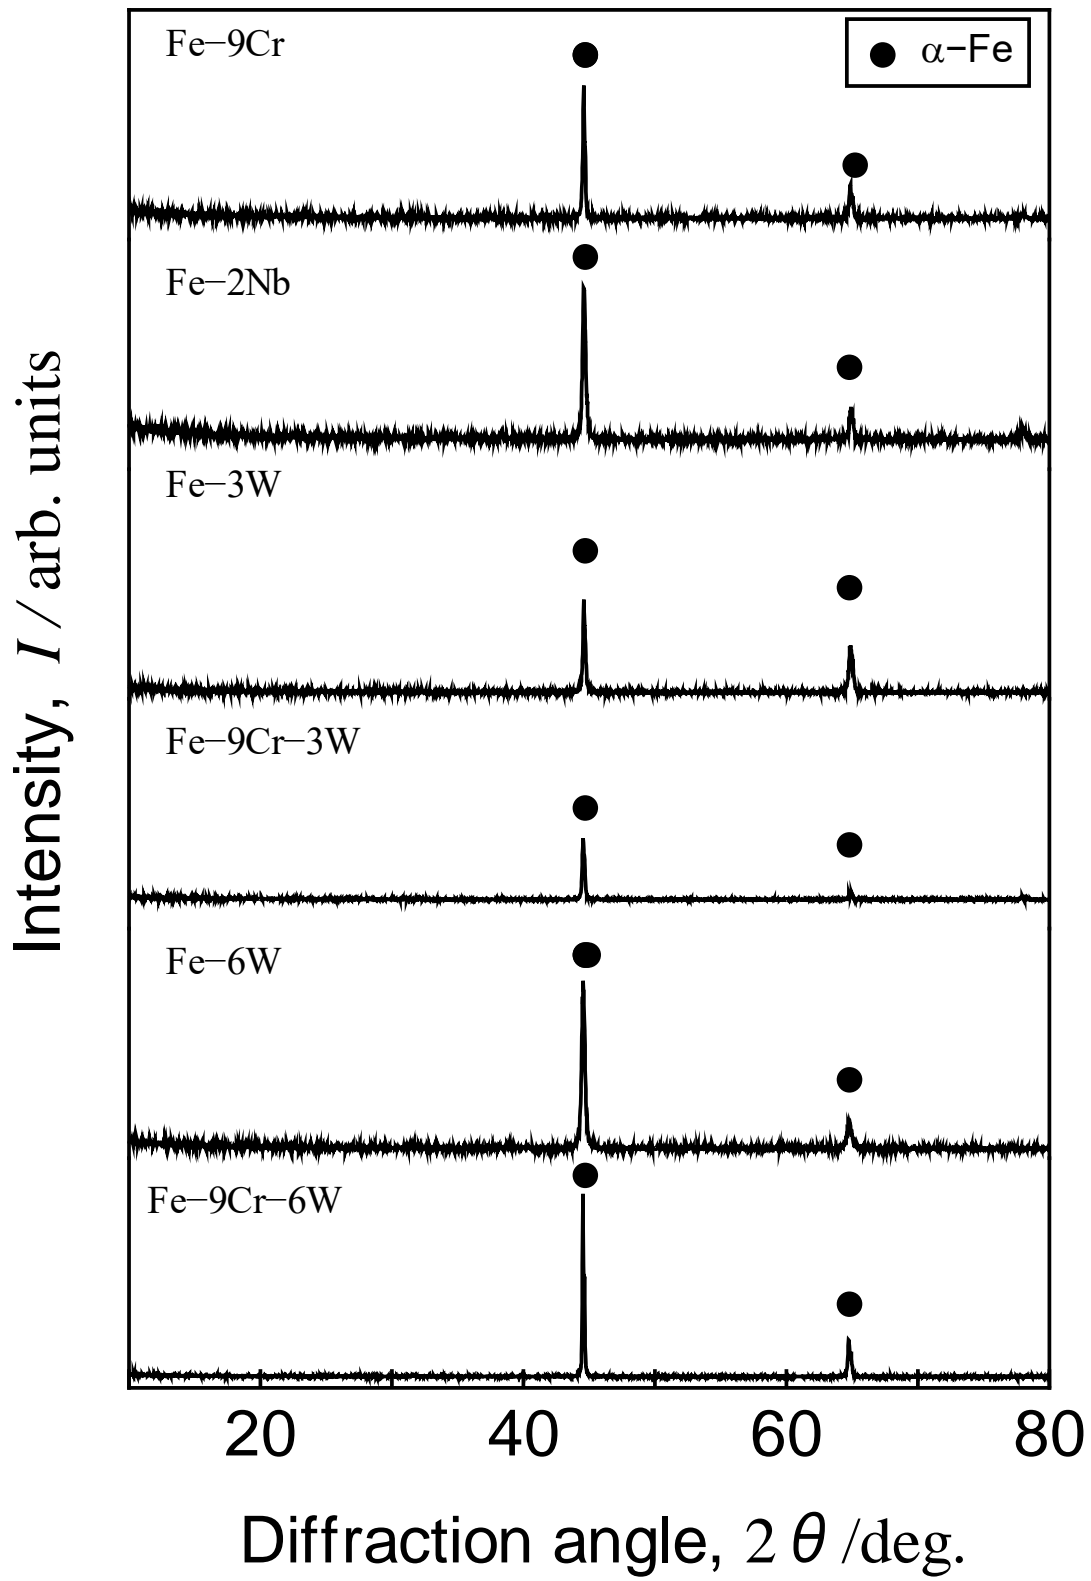 Fe−9Cr
● α−Fe
Fe−2Nb
Fe−3W
Fe−9Cr−3W
Fe−6W
Fe−9Cr−6W
Intensity, I / arb. units
20 40 60 80
Diffraction angle, 2 θ /deg.